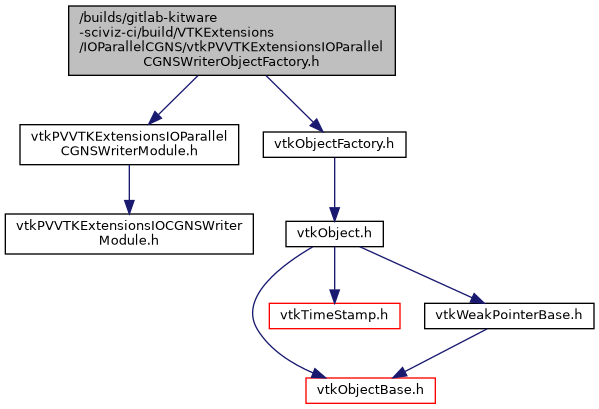 /builds/gitlab-kitware
-sciviz-ci/build/VTKExtensions
/IOParallelCGNS/vtkPVVTKExtensionsIOParallel
CGNSWriterObjectFactory.h
vtkPVVTKExtensionsIOParallel
CGNSWriterModule.h
vtkObjectFactory.h
vtkPVVTKExtensionsIOCGNSWriter
Module.h
vtkObject.h
vtkTimeStamp.h
vtkWeakPointerBase.h
vtkObjectBase.h